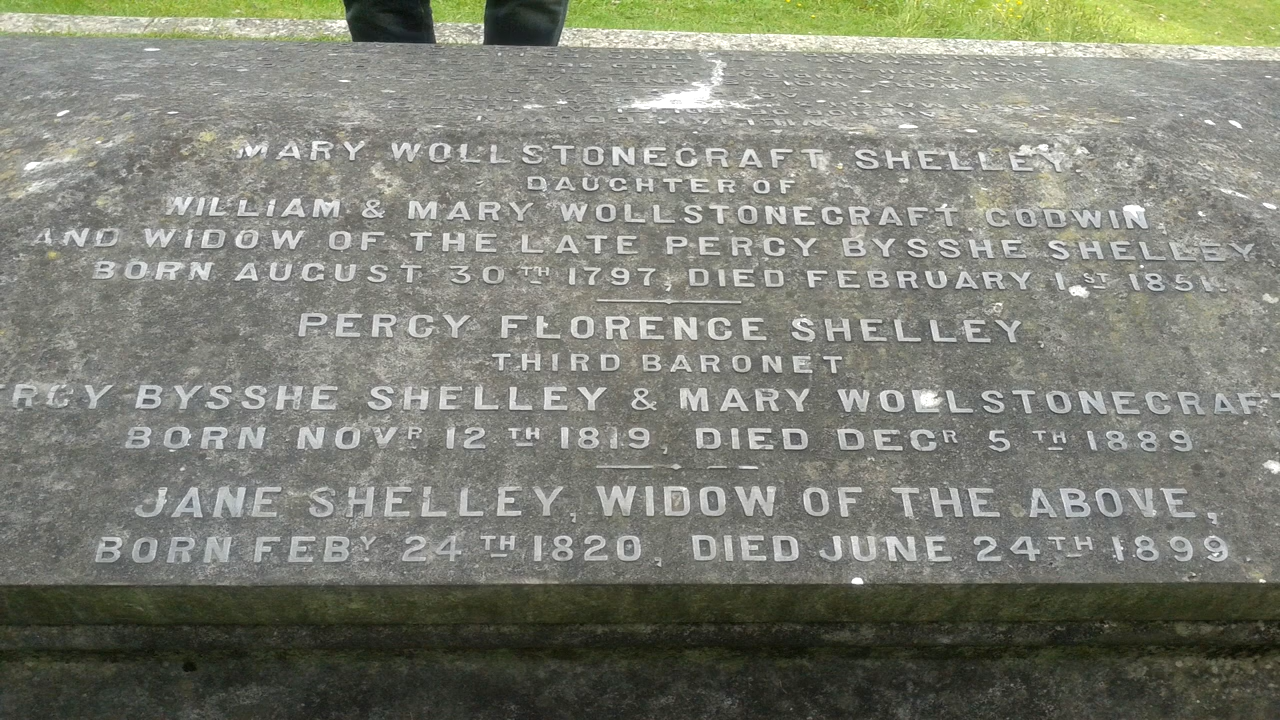 MARY WOLLSTONECRAFT SHELLEY,
DAUGHTER OF
WILLIAM & MARY WOLLSTONECRAFT GODWIN,
AND WIDOW OF THE LATE PERCY BYSSHE SHELLEY.
BORN AUGUST 30TH 1797, DIED FEBRUARY 1ST 1851.
PERCY FLORENCE SHELLEY
THIRD BARONET
BYSSHE SHELLEY & MARY WOLLSTONECRAFT
BORN NOVR 12TH 1819, DIED DECR 5TH 1889
JANE SHELLEY, WIDOW OF THE ABOVE,
BORN FEBY 24TH 1820, DIED JUNE 24TH 1899